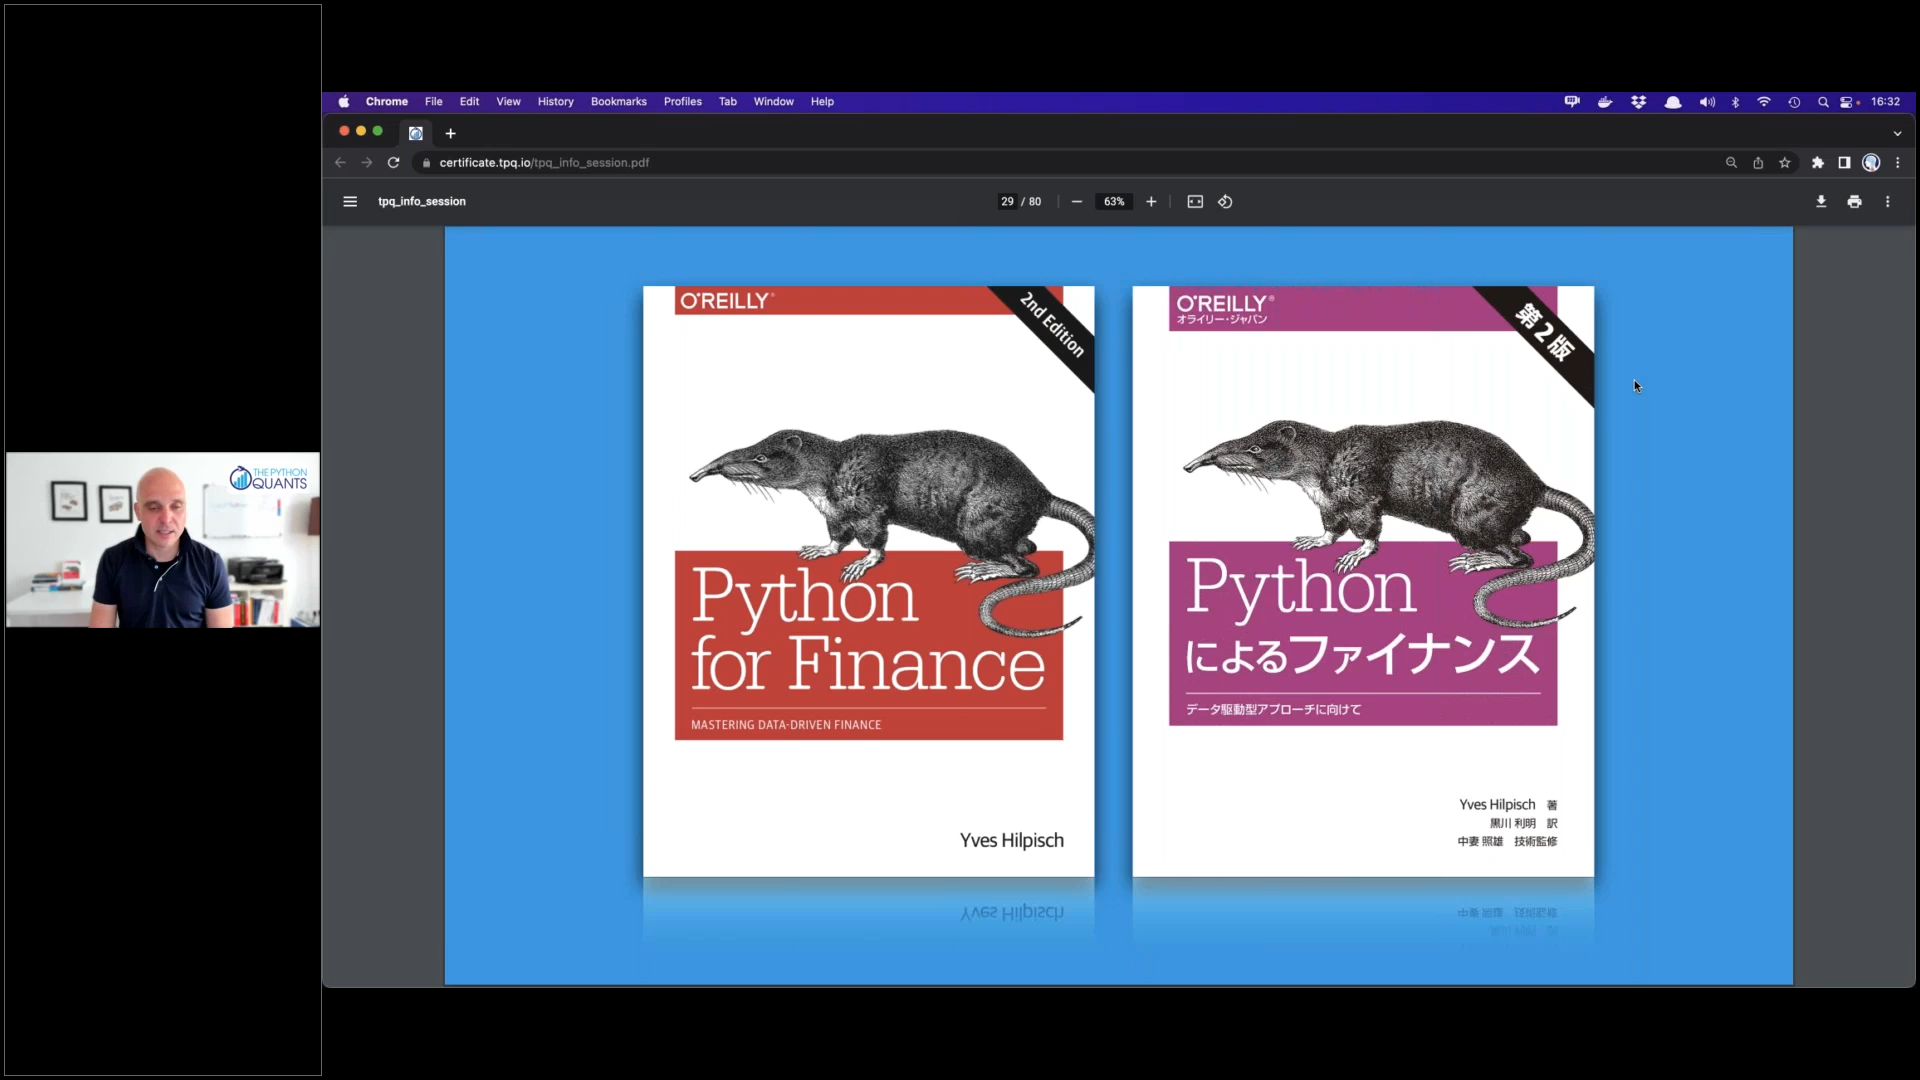 Chrome File Edit View History Bookmarks Profiles Tab Window Help 16:32
certificate.tpq.io/tpq_info_session.pdf
tpq_info_session 29 / 80 63%
THE PYTHON
QUANTS
O'REILLY®
2nd Edition
Python
for Finance
MASTERING DATA-DRIVEN FINANCE
Yves Hilpisch
O'REILLY®
オライリー・ジャパン
第2版
Python
によるファイナンス
データ駆動型アプローチに向けて
Yves Hilpisch 著
黒川 利明 訳
中妻 照雄 技術監修